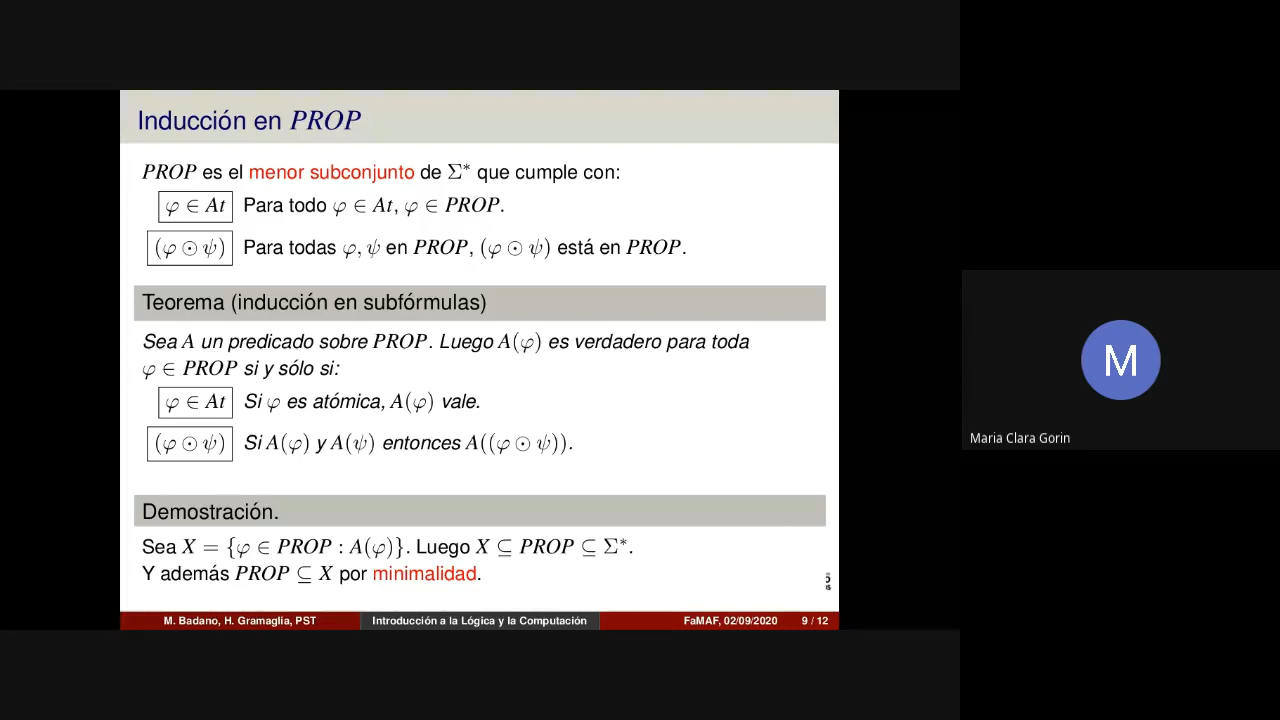 Inducción en PROP
PROP es el menor subconjunto de Σ* que cumple con:
φ ∈ At Para todo φ ∈ At, φ ∈ PROP.
(φ ⊙ ψ) Para todas φ, ψ en PROP, (φ ⊙ ψ) está en PROP.
Teorema (inducción en subfórmulas)
Sea A un predicado sobre PROP. Luego A(φ) es verdadero para toda
φ ∈ PROP si y sólo si:
φ ∈ At Si φ es atómica, A(φ) vale.
(φ ⊙ ψ) Si A(φ) y A(ψ) entonces A((φ ⊙ ψ)).
Demostración.
Sea X = {φ ∈ PROP : A(φ)}. Luego X ⊆ PROP ⊆ Σ*.
Y además PROP ⊆ X por minimalidad.
M. Badano, H. Gramaglia, PST Introducción a la Lógica y la Computación FaMAF, 02/09/2020 9 / 12
M
Maria Clara Gorin